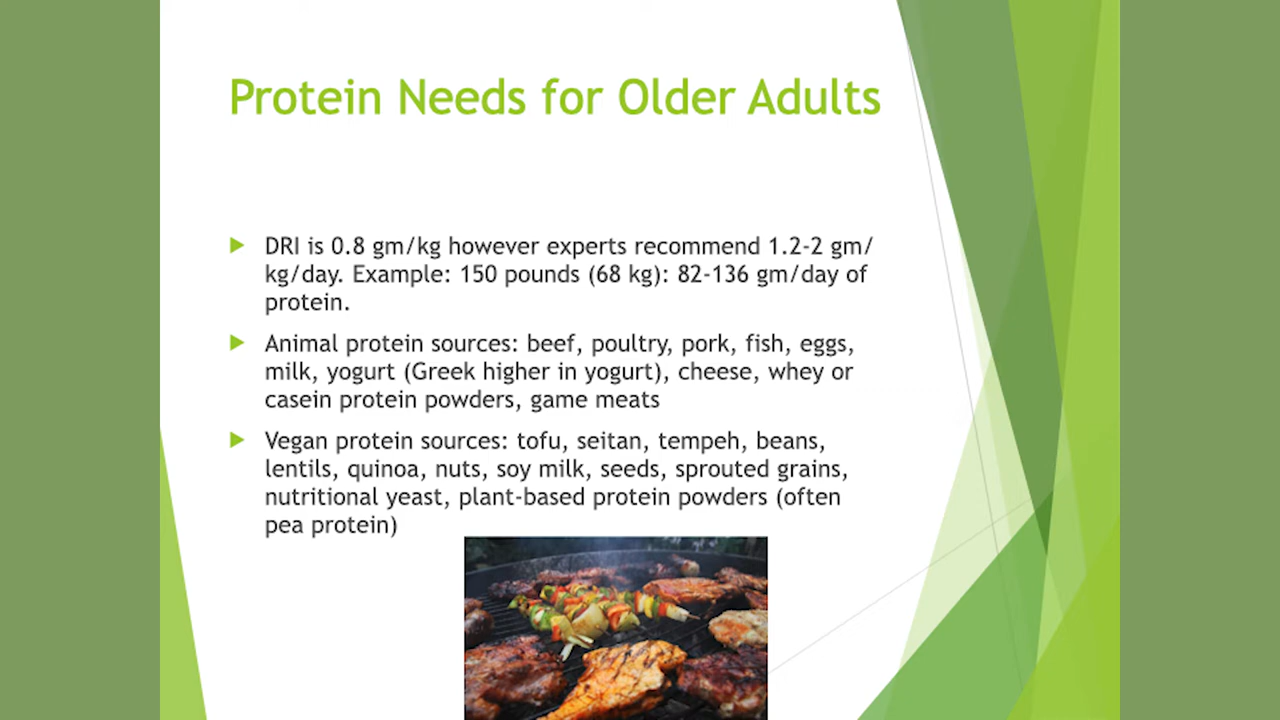 Protein Needs for Older Adults
DRI is 0.8 gm/kg however experts recommend 1.2-2 gm/
kg/day. Example: 150 pounds (68 kg): 82-136 gm/day of
protein.
Animal protein sources: beef, poultry, pork, fish, eggs,
milk, yogurt (Greek higher in yogurt), cheese, whey or
casein protein powders, game meats
Vegan protein sources: tofu, seitan, tempeh, beans,
lentils, quinoa, nuts, soy milk, seeds, sprouted grains,
nutritional yeast, plant-based protein powders (often
pea protein)